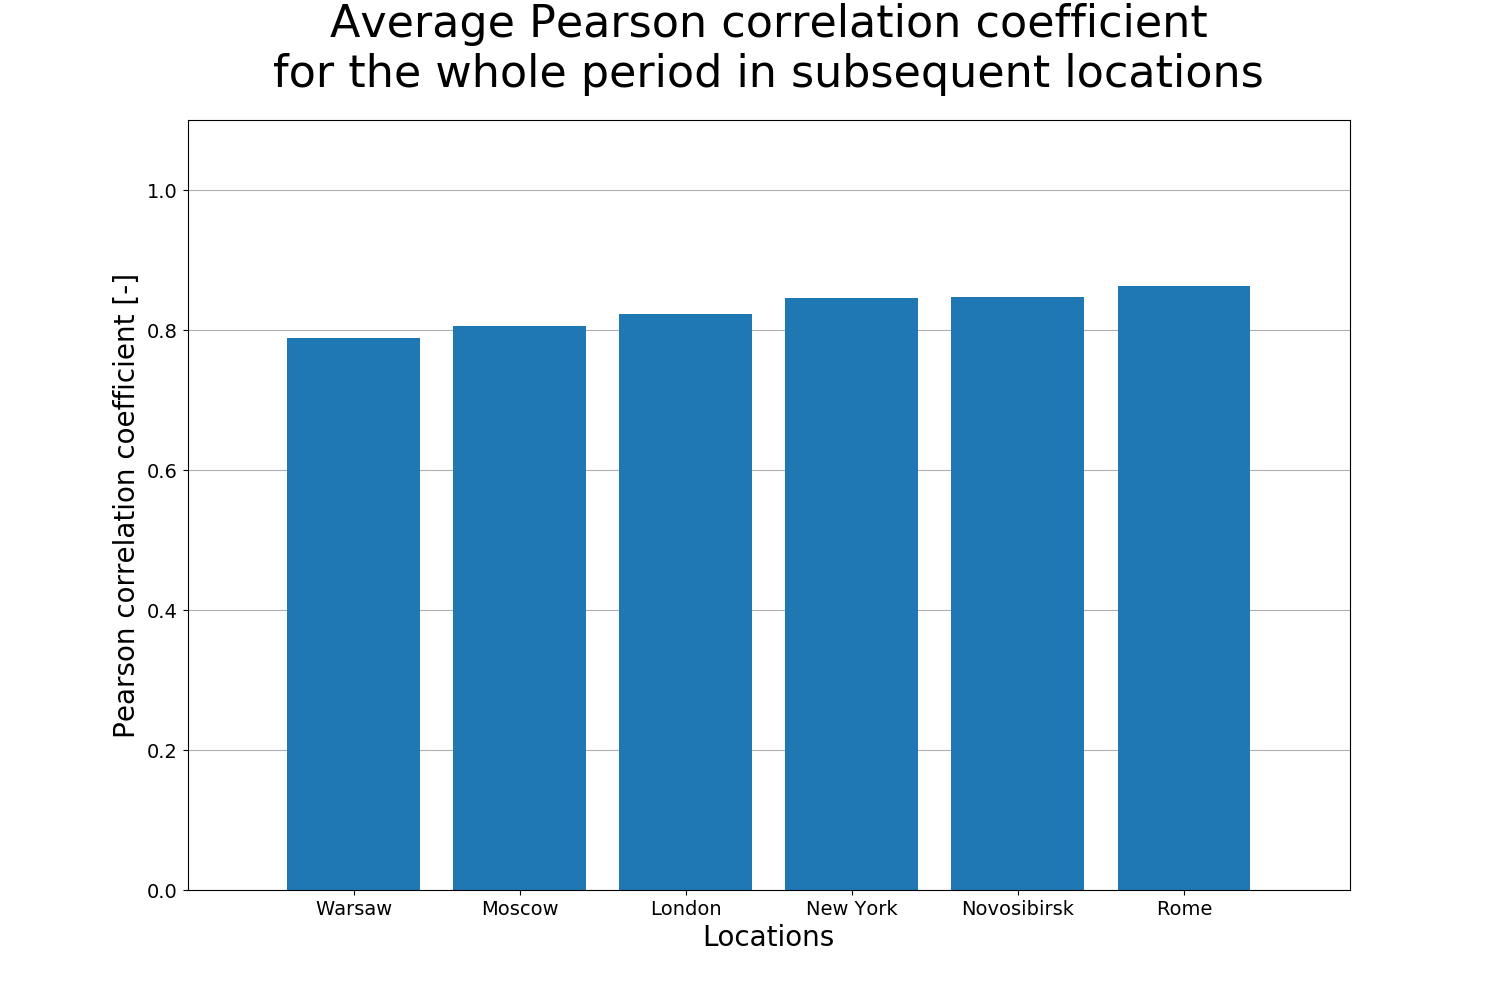 Average Pearson correlation coefficient
for the whole period in subsequent locations
Pearson correlation coefficient [-]
1.0
0.8
0.6
0.4
0.2
0.0
Warsaw Moscow London New York Novosibirsk Rome
Locations